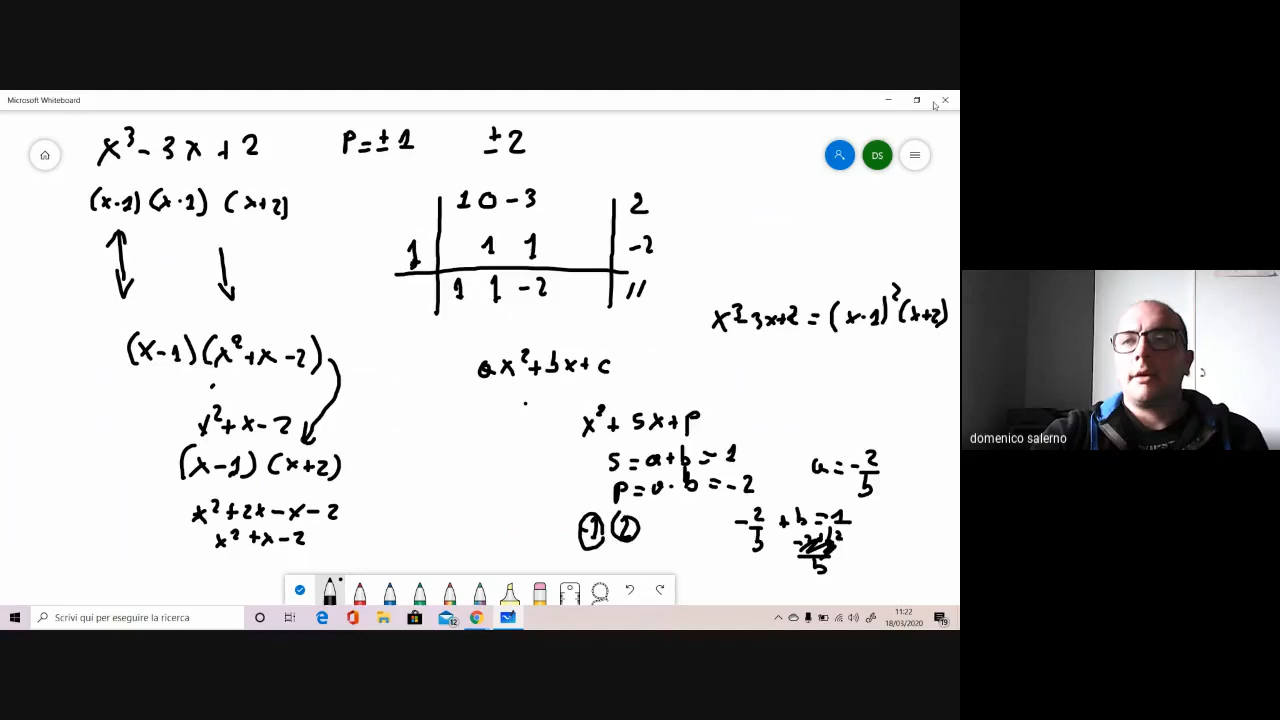 Microsoft Whiteboard
x³ - 3x + 2
p = ± 1 ± 2
(x-1) (x-1) (x+2)
1 0 -3 2
1 1 1 -2
1 1 -2 //
DS
x³-3x+2 = (x-1)² (x+2)
(x-1)(x²+x-2)
ax²+bx+c
x²+x-2
(x-1) (x+2)
x²+2x-x-2
x²+x-2
x²+sx+p
s = a+b = 1
p = a·b = -2
-1 2
a = -2/b
-2/b + b = 1
b
domenico salerno
Scrivi qui per eseguire la ricerca
12
11:22
18/03/2020
19